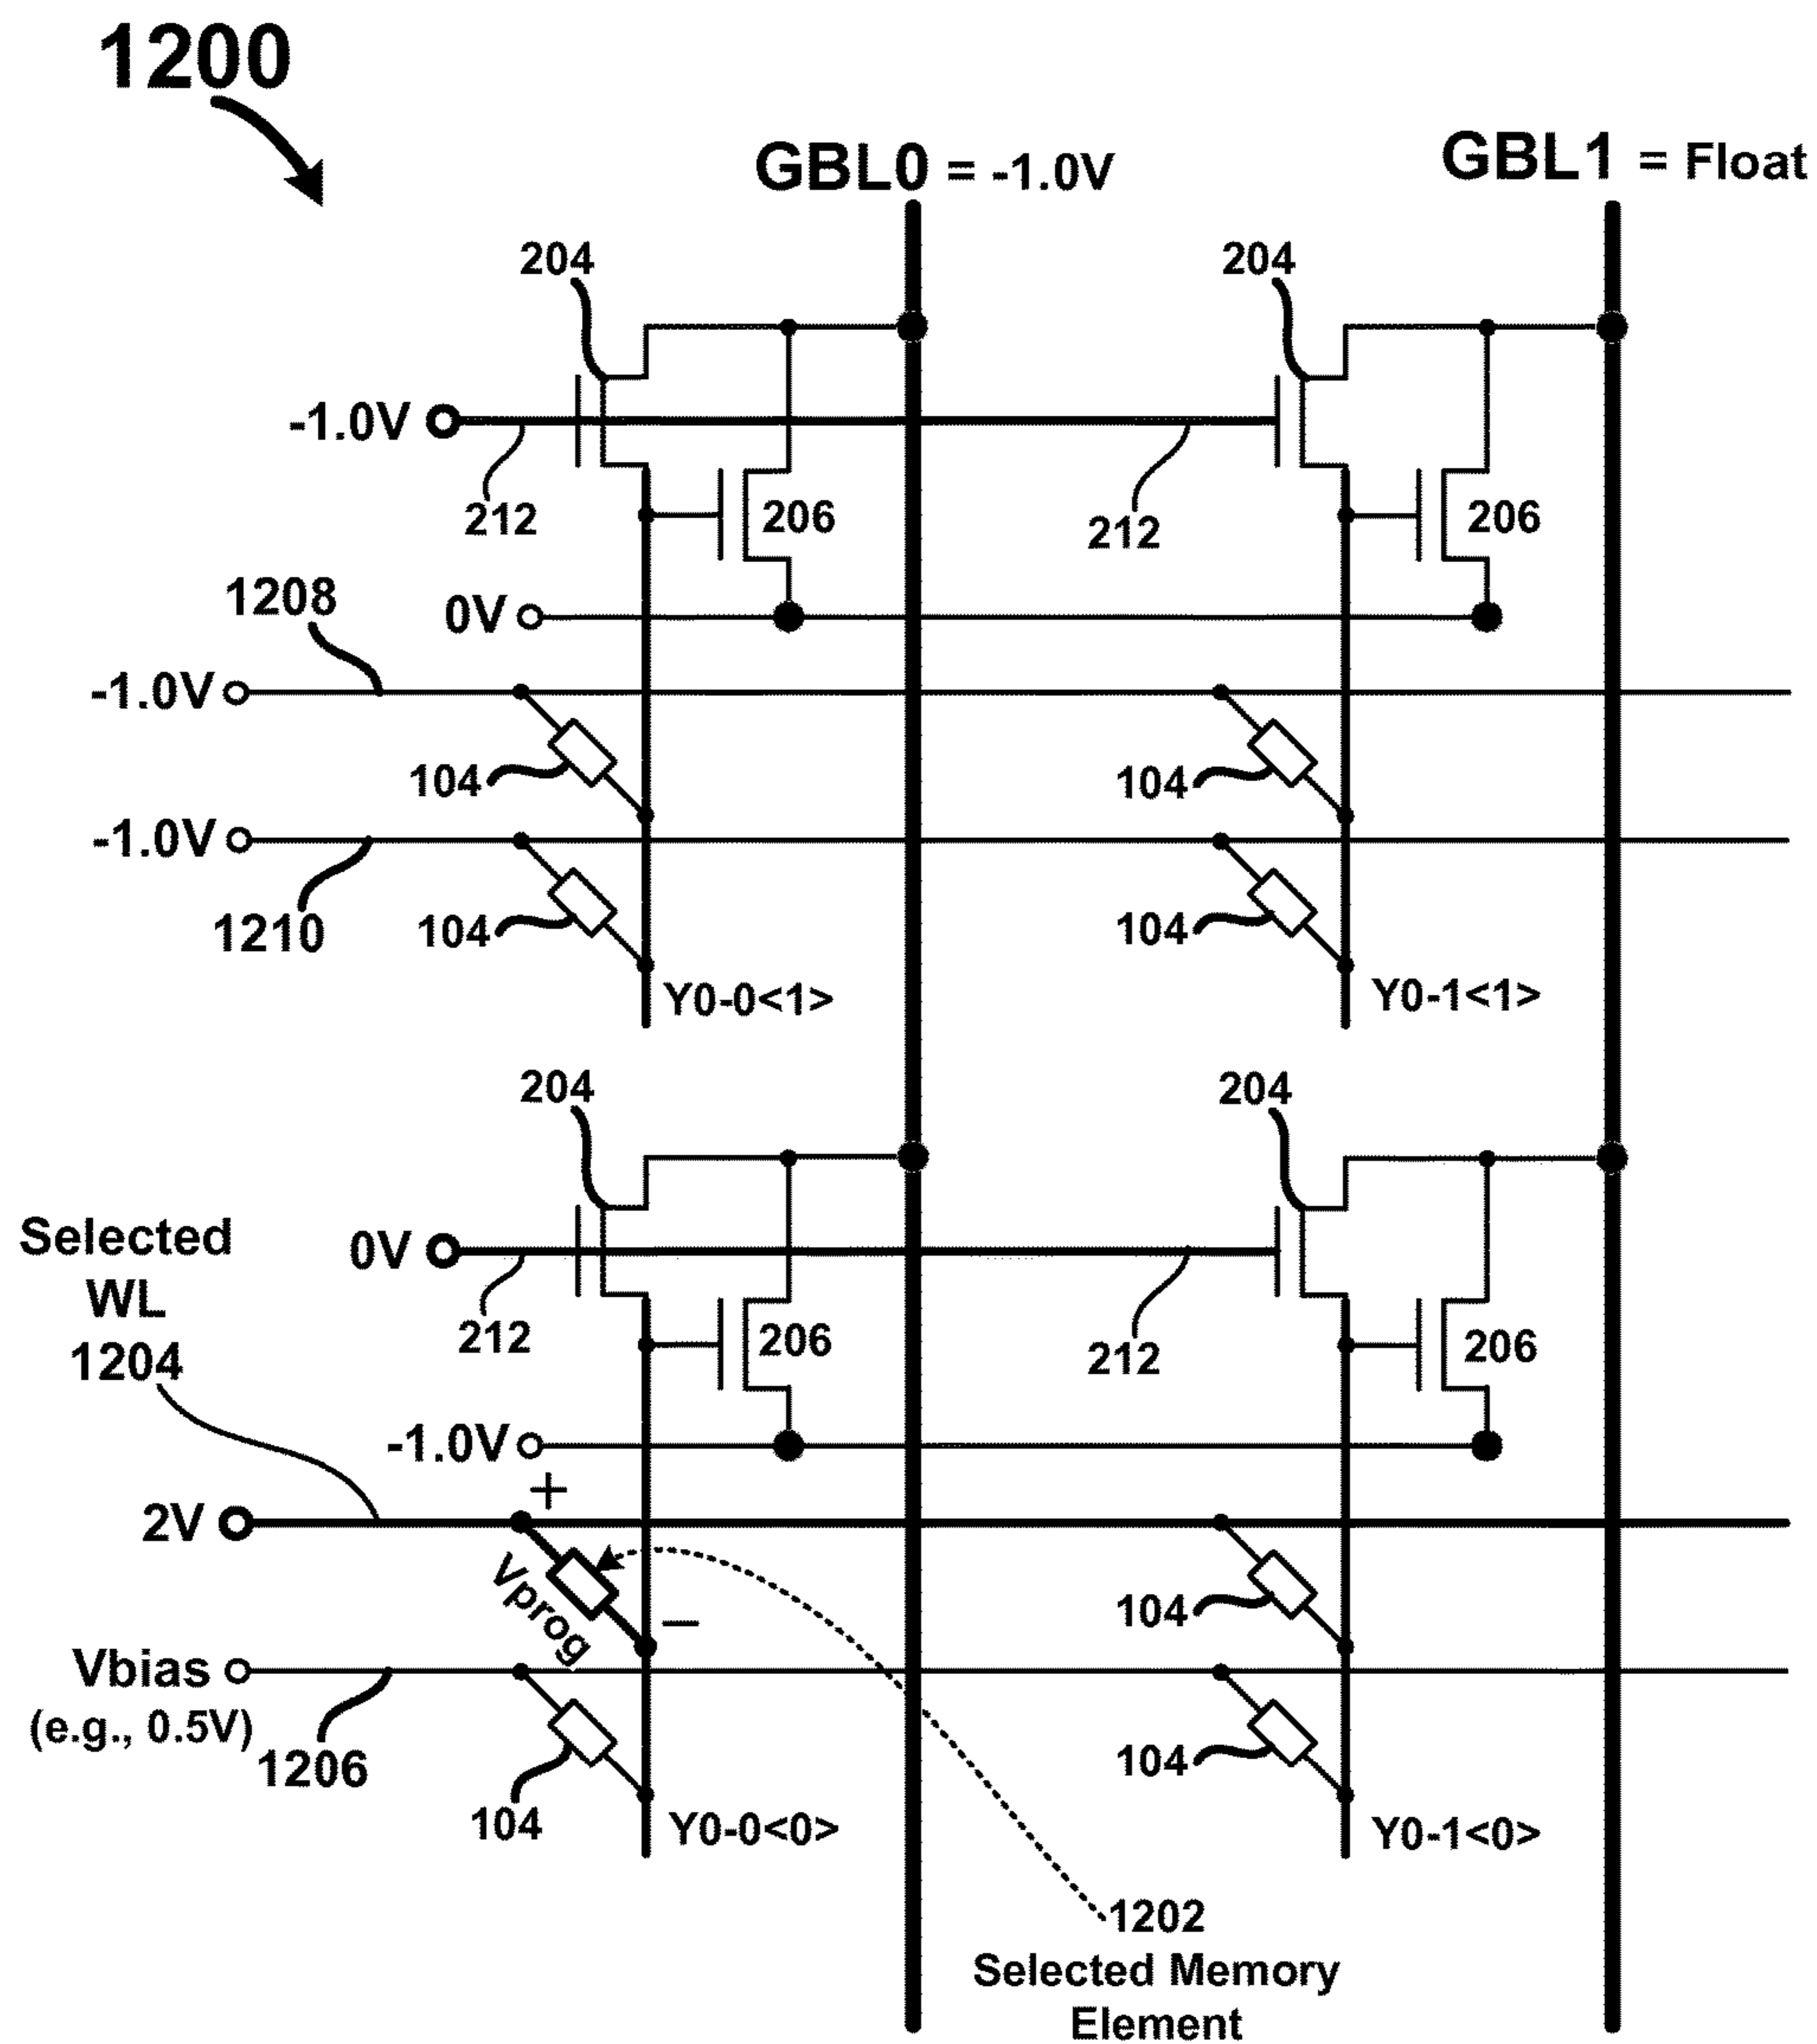 1200
GBL0 = -1.0V
GBL1 = Float
204
204
-1.0V
212
206
212
206
1208
0V
-1.0V
104
104
-1.0V
1210
104
104
Y0-0<1>
Y0-1<1>
204
204
Selected
WL
1204
0V
212
206
212
206
-1.0V
+
2V
Vprog
–
104
Vbias
(e.g., 0.5V)
1206
104
104
Y0-0<0>
Y0-1<0>
1202
Selected Memory
Element